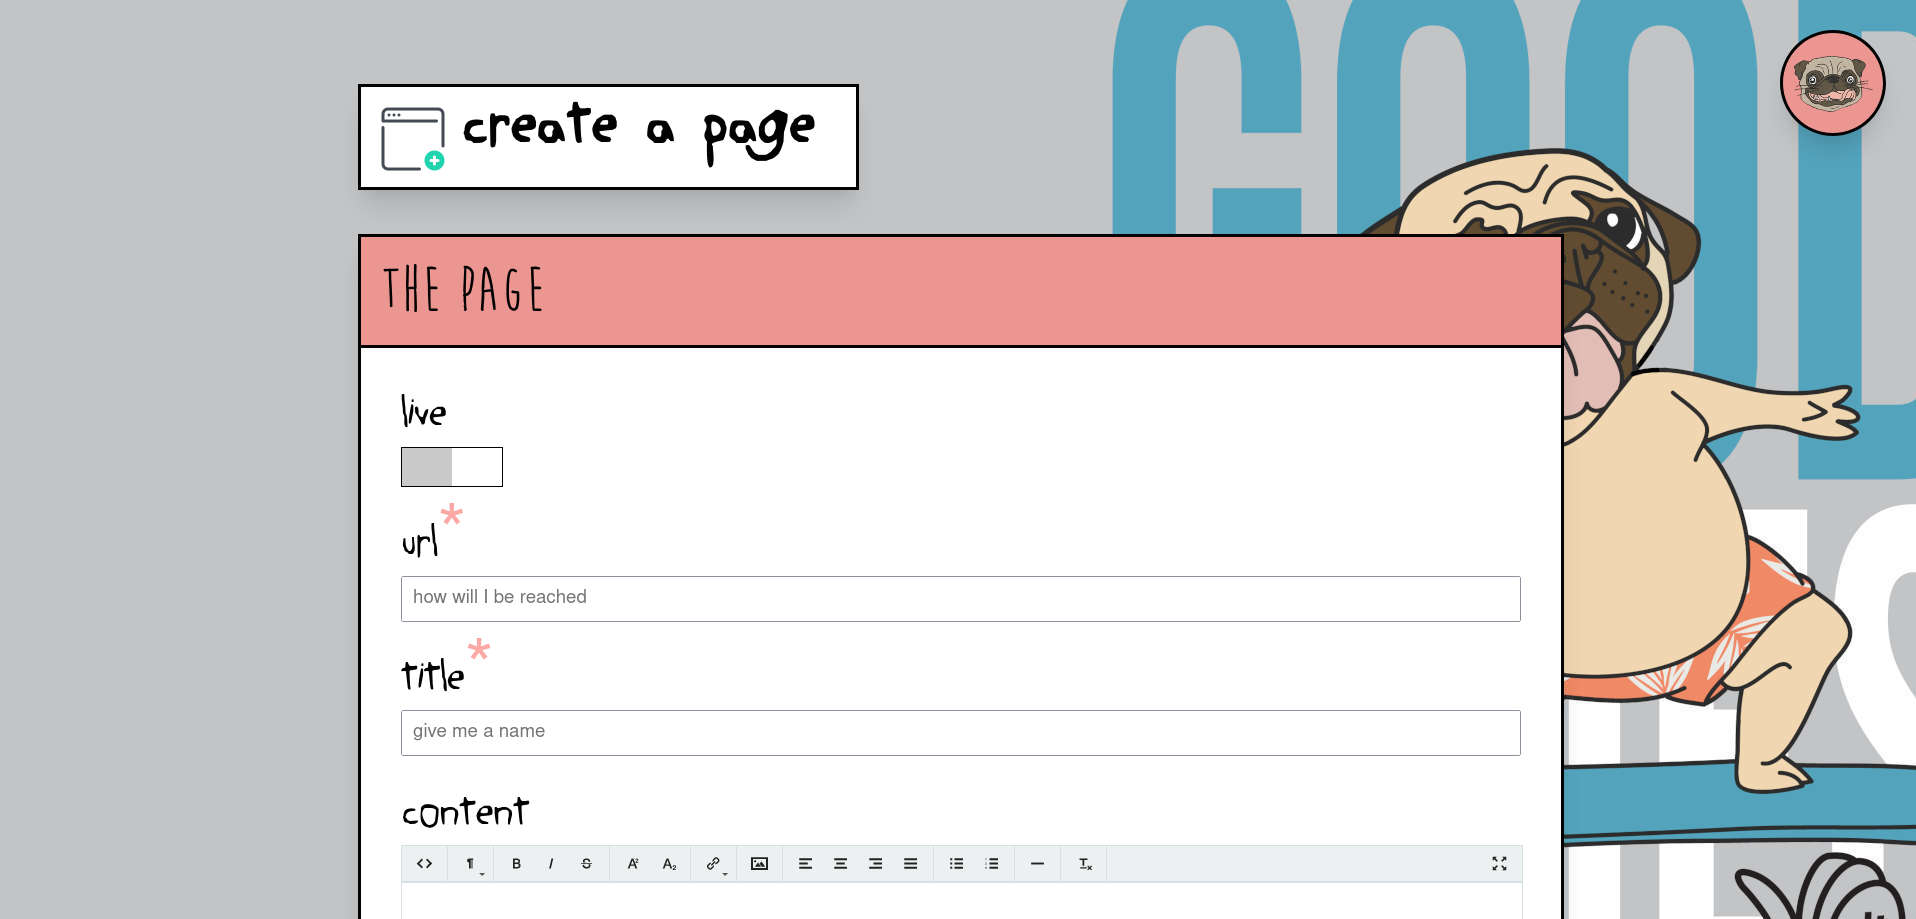 create a page
THE PAGE
live
url*
how will I be reached
title*
give me a name
content